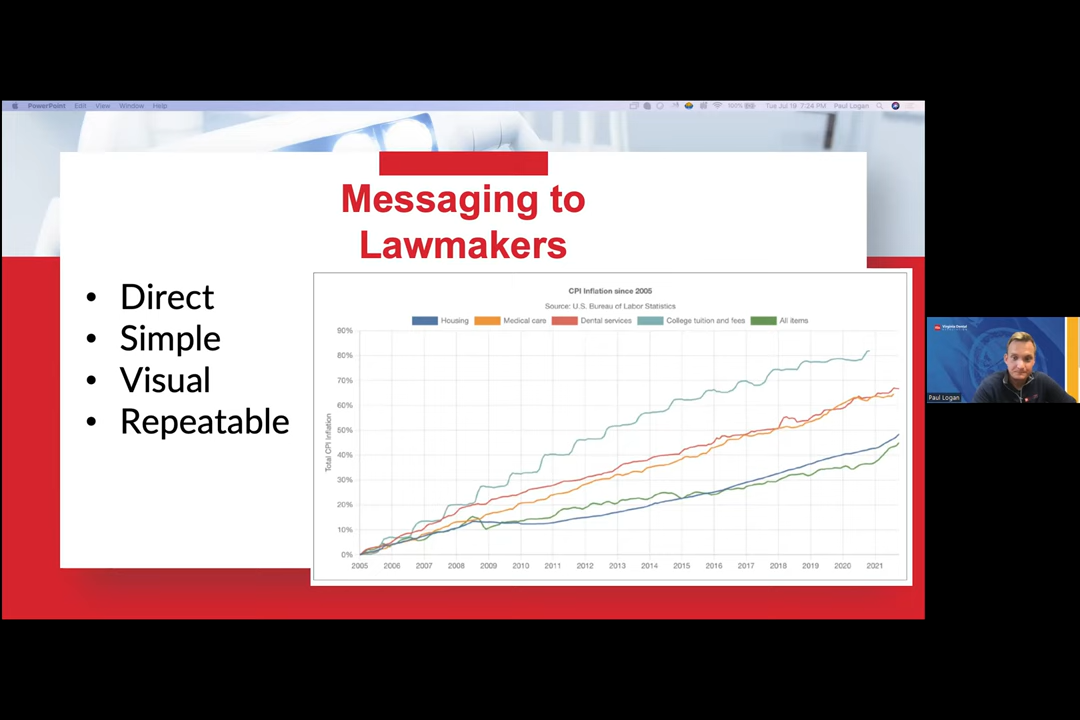 PowerPoint Edit View Window Help
100% Tue Jul 19 7:24 PM Paul Logan
Messaging to
Lawmakers
• Direct
• Simple
• Visual
• Repeatable
CPI Inflation since 2005
Source: U.S. Bureau of Labor Statistics
Housing Medical care Dental services College tuition and fees All items
Total CPI Inflation
90%
80%
70%
60%
50%
40%
30%
20%
10%
0%
2005 2006 2007 2008 2009 2010 2011 2012 2013 2014 2015 2016 2017 2018 2019 2020 2021
Virginia Dental
Paul Logan